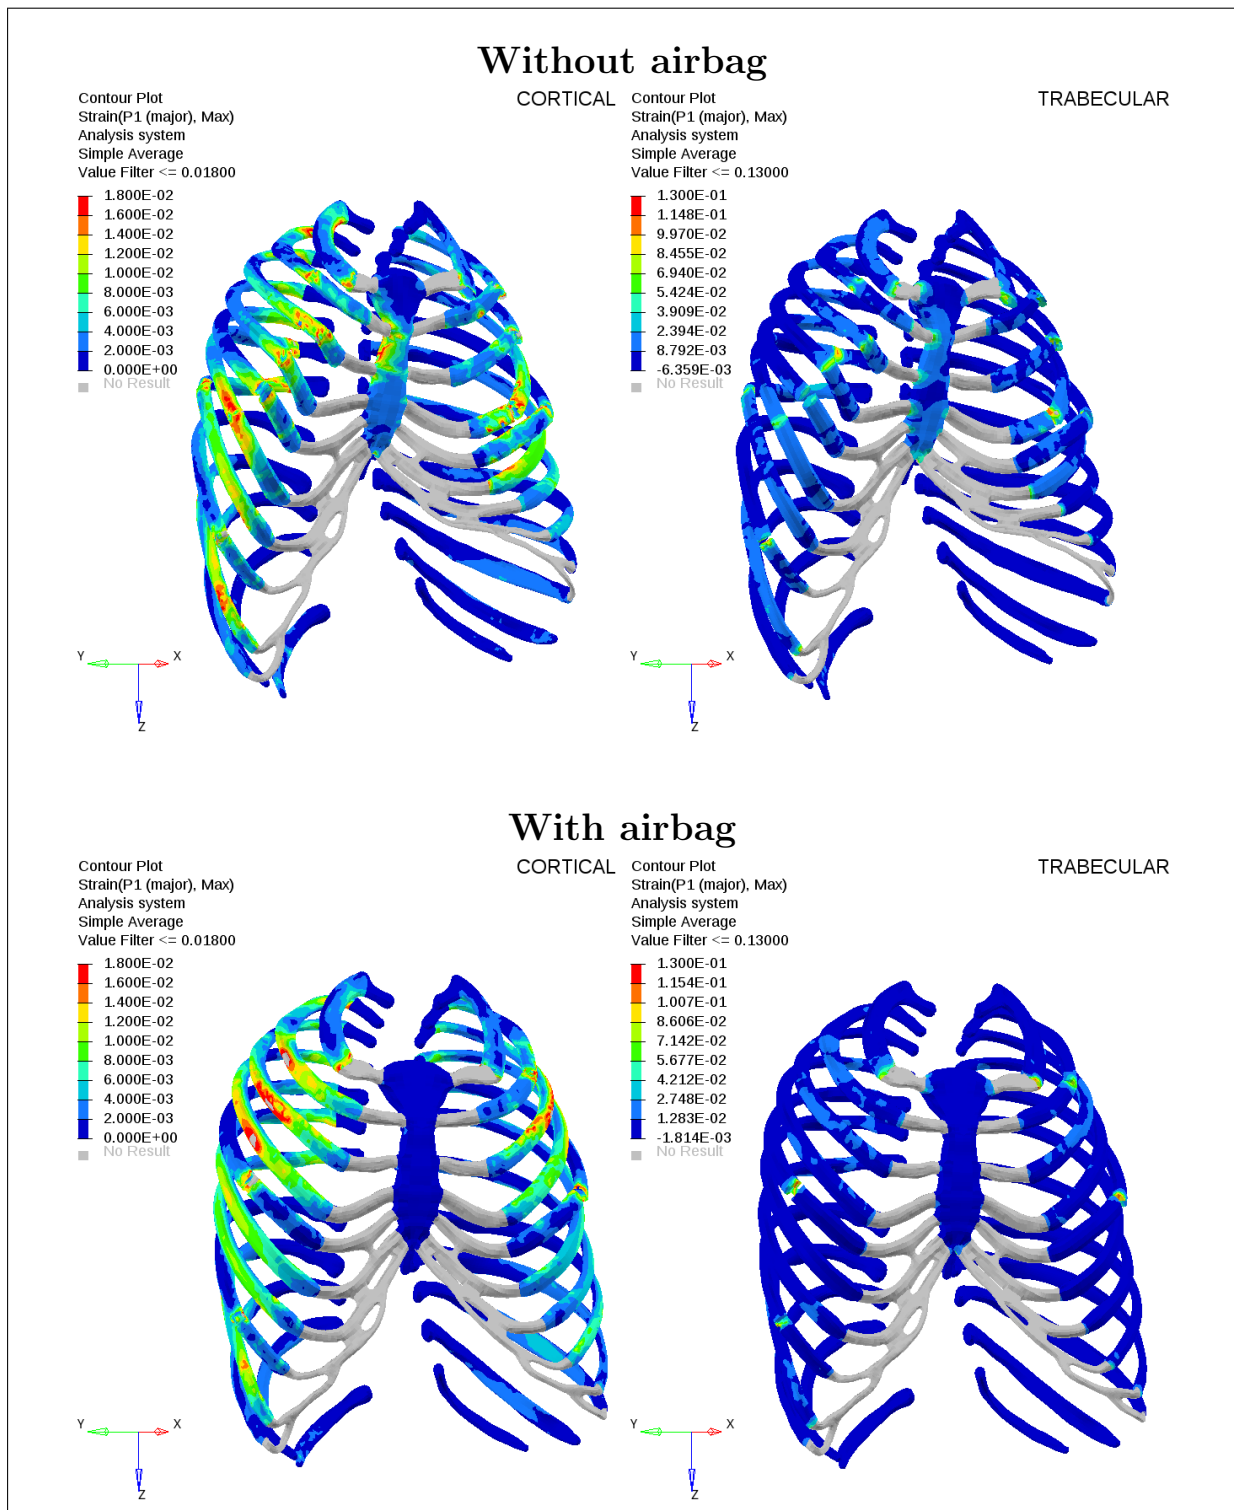 Without airbag
Contour Plot
Strain(P1 (major), Max)
Analysis system
Simple Average
Value Filter <= 0.01800
CORTICAL
1.800E-02
1.600E-02
1.400E-02
1.200E-02
1.000E-02
8.000E-03
6.000E-03
4.000E-03
2.000E-03
0.000E+00
No Result
Y
X
Z
Contour Plot
Strain(P1 (major), Max)
Analysis system
Simple Average
Value Filter <= 0.13000
TRABECULAR
1.300E-01
1.148E-01
9.970E-02
8.455E-02
6.940E-02
5.424E-02
3.909E-02
2.394E-02
8.792E-03
-6.359E-03
No Result
Y
X
Z
With airbag
Contour Plot
Strain(P1 (major), Max)
Analysis system
Simple Average
Value Filter <= 0.01800
CORTICAL
1.800E-02
1.600E-02
1.400E-02
1.200E-02
1.000E-02
8.000E-03
6.000E-03
4.000E-03
2.000E-03
0.000E+00
No Result
Y
X
Z
Contour Plot
Strain(P1 (major), Max)
Analysis system
Simple Average
Value Filter <= 0.13000
TRABECULAR
1.300E-01
1.154E-01
1.007E-01
8.606E-02
7.142E-02
5.677E-02
4.212E-02
2.748E-02
1.283E-02
-1.814E-03
No Result
Y
X
Z